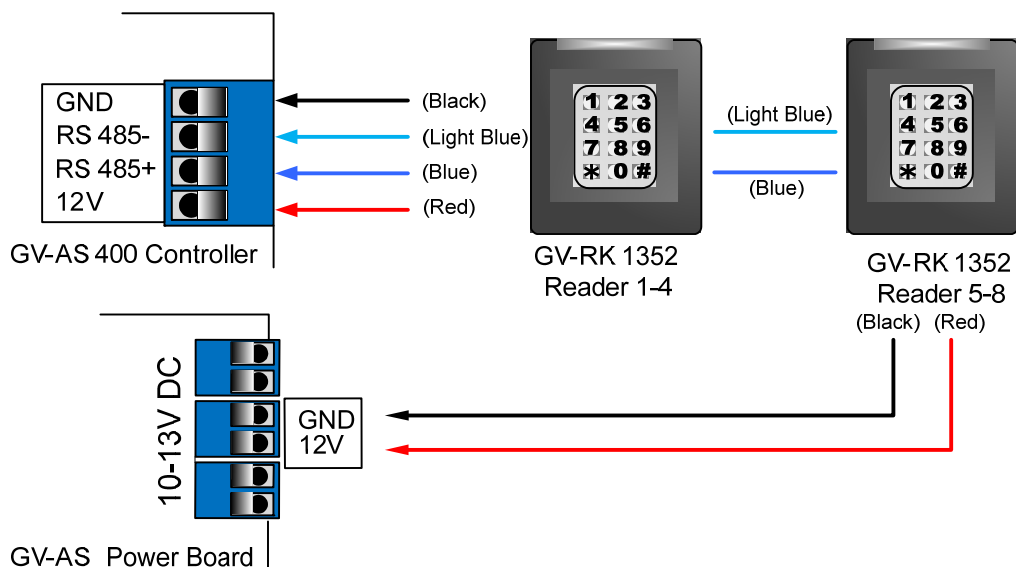 GND
RS 485-
RS 485+
12V
(Black)
(Light Blue)
(Blue)
(Red)
GV-AS 400 Controller
1 2 3
4 5 6
7 8 9
* 0 #
GV-RK 1352
Reader 1-4
(Light Blue)
(Blue)
1 2 3
4 5 6
7 8 9
* 0 #
GV-RK 1352
Reader 5-8
(Black) (Red)
10-13V DC
GND
12V
GV-AS Power Board